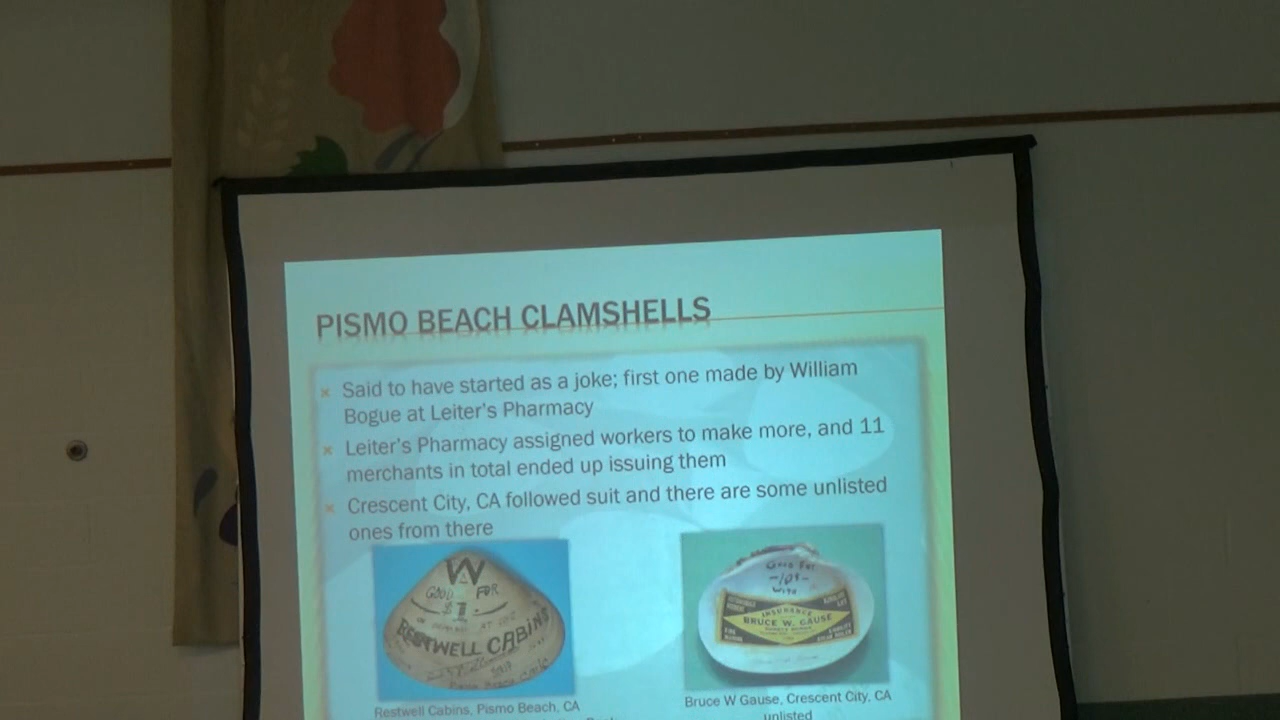 PISMO BEACH CLAMSHELLS
Said to have started as a joke; first one made by William
Bogue at Leiter's Pharmacy
Leiter's Pharmacy assigned workers to make more, and 11
merchants in total ended up issuing them
Crescent City, CA followed suit and there are some unlisted
ones from there
W
GOOD FOR
$1.
RESTWELL CABINS
Good For
-10¢-
With
INSURANCE
BRUCE W. GAUSE
Restwell Cabins, Pismo Beach, CA
Bruce W Gause, Crescent City, CA
unlisted